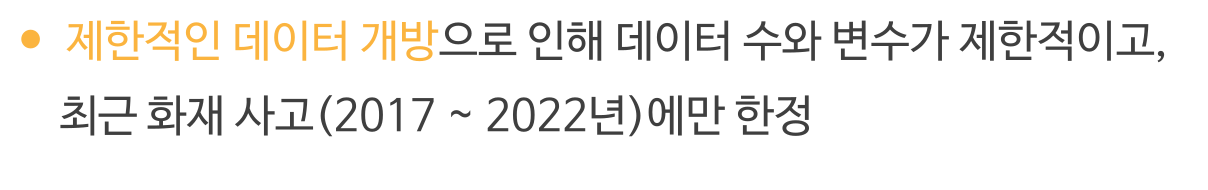 • 제한적인 데이터 개방으로 인해 데이터 수와 변수가 제한적이고,
최근 화재 사고(2017 ~ 2022년)에만 한정